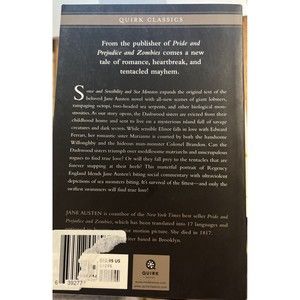 QUIRK CLASSICS
From the publisher of Pride and
Prejudice and Zombies comes a new
tale of romance, heartbreak, and
tentacled mayhem.
Sense and Sensibility and Sea Monsters expands the original text of the
beloved Jane Austen novel with all-new scenes of giant lobsters,
rampaging octopi, two-headed sea serpents, and other biological mon-
strosities. As our story opens, the Dashwood sisters are evicted from their
childhood home and sent to live on a mysterious island full of savage
creatures and dark secrets. While sensible Elinor falls in love with Edward
Ferrars, her romantic sister Marianne is courted by both the handsome
Willoughby and the hideous man-monster Colonel Brandon. Can the
Dashwood sisters triumph over meddlesome matriarchs and unscrupulous
rogues to find true love? Or will they fall prey to the tentacles that are
forever snapping at their heels? This masterful portrait of Regency
England blends Jane Austen's biting social commentary with ultraviolent
depictions of sea monsters biting. It's survival of the fittest—and only the
swiftest swimmers will find true love!
JANE AUSTEN is coauthor of the New York Times best seller Pride and
Prejudice and Zombies, which has been translated into 17 languages and
for motion picture. She died in 1817.
writer based in Brooklyn.
QUIRK